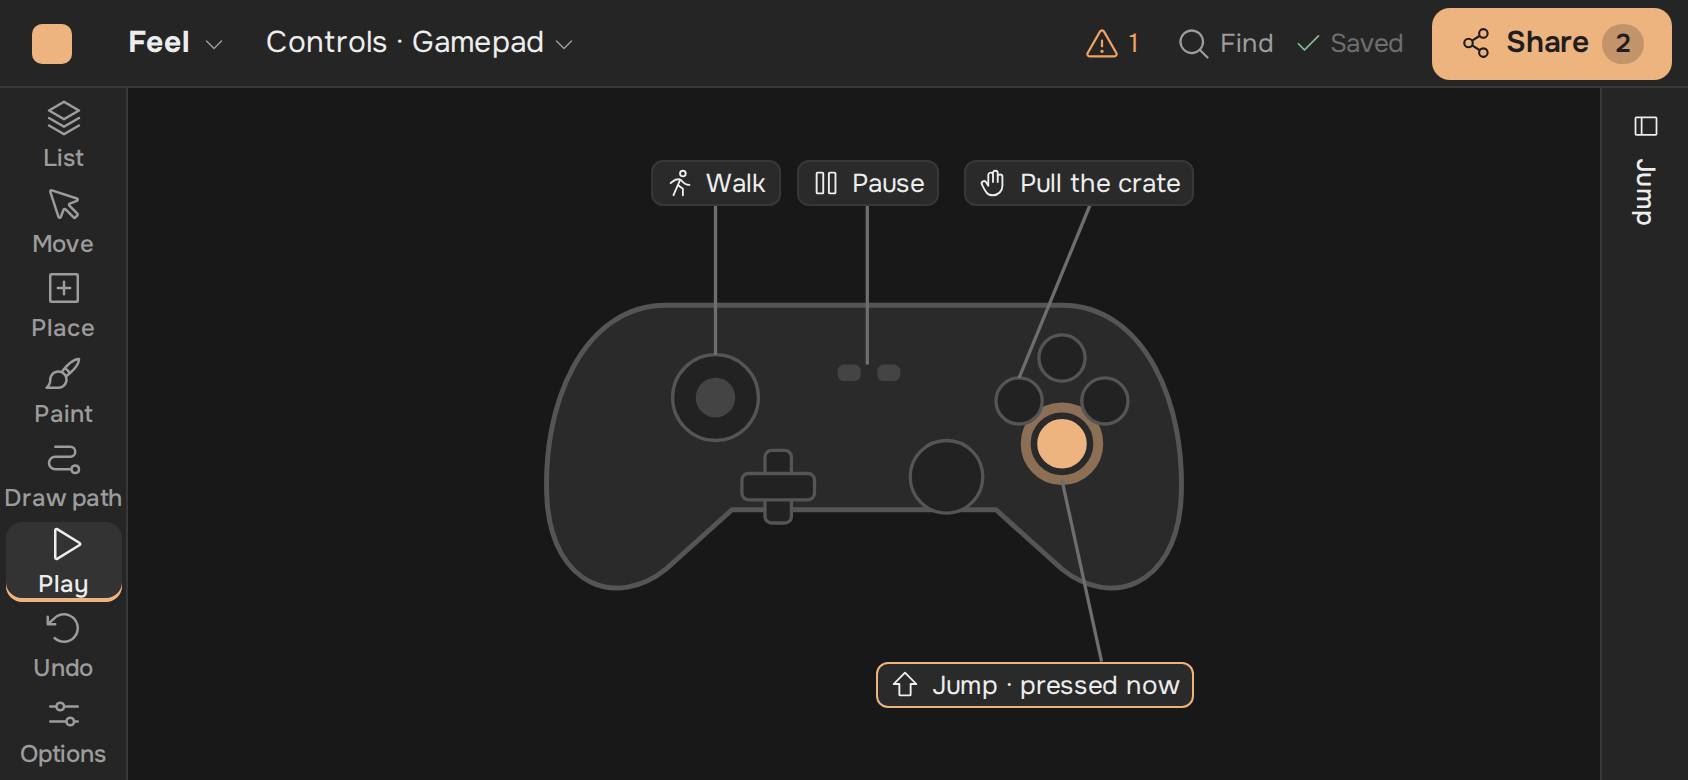 Feel
Controls · Gamepad
1
Find
Saved
Share 2
List
Move
Place
Paint
Draw path
Play
Undo
Options
Walk
Pause
Pull the crate
Jump · pressed now
Jump